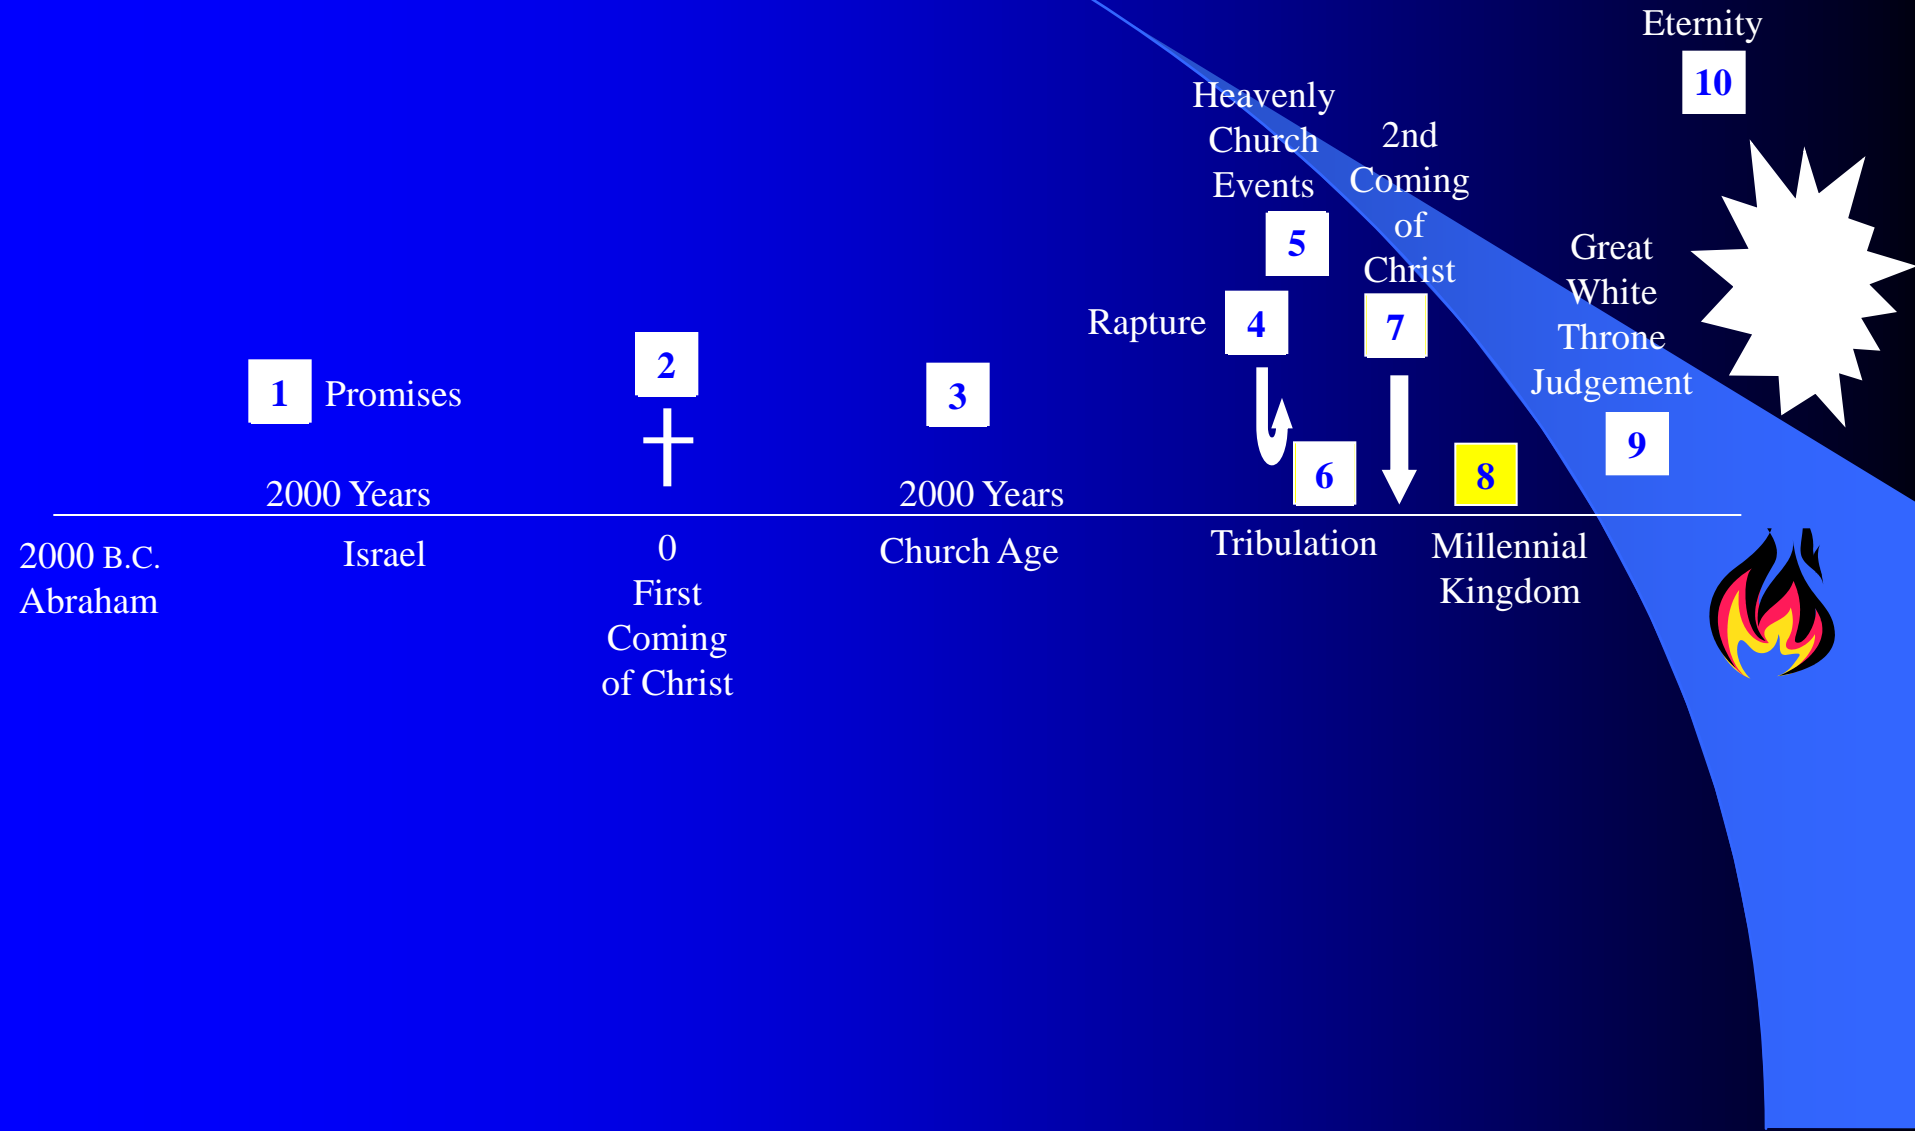 Eternity
10
Heavenly
Church
Events
5
2nd
Coming
of
Christ
7
Great
White
Throne
Judgement
9
Rapture 4
1 Promises
2
3
6
8
2000 Years
2000 Years
2000 B.C.
Abraham
Israel
0
First
Coming
of Christ
Church Age
Tribulation
Millennial
Kingdom